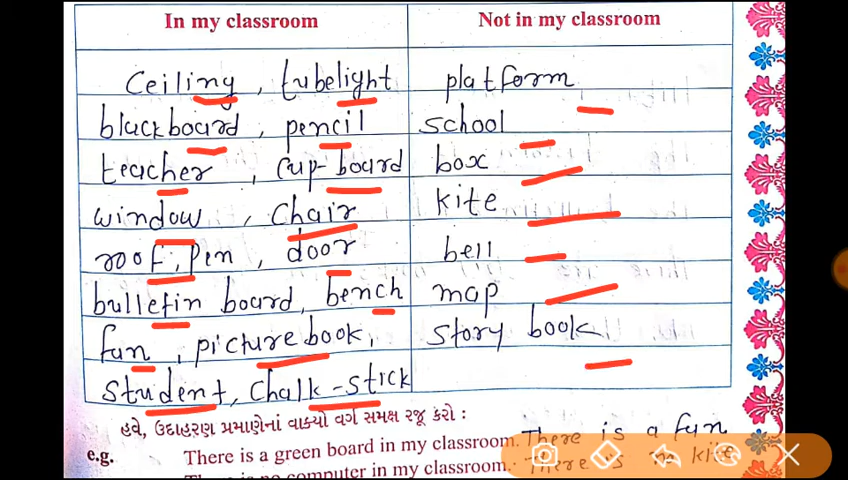 In my classroom Not in my classroom
Ceiling, tubelight platform
blackboard, pencil school
teacher, cup-board box
window, chair kite
roof, pen, door bell
bulletin board, bench map
fan, picture book, story book
student, chalk-stick
હવે, ઉદાહરણ પ્રમાણેનાં વાક્યો વર્ગ સમક્ષ રજૂ કરો :
e.g. There is a green board in my classroom. There is a fan
no computer in my classroom. There is no kite